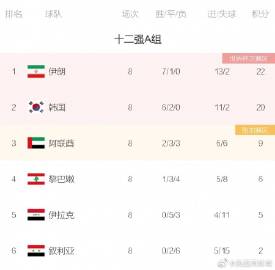 排名 球队 场次 胜/平/负 进/失球 积分
十二强A组
1 伊朗 8 7/1/0 13/2 22
2 韩国 8 6/2/0 11/2 20
3 阿联酋 8 2/3/3 6/6 9
4 黎巴嫩 8 1/3/4 5/8 6
5 伊拉克 8 0/5/3 4/11 5
6 叙利亚 8 0/2/6 5/15 2